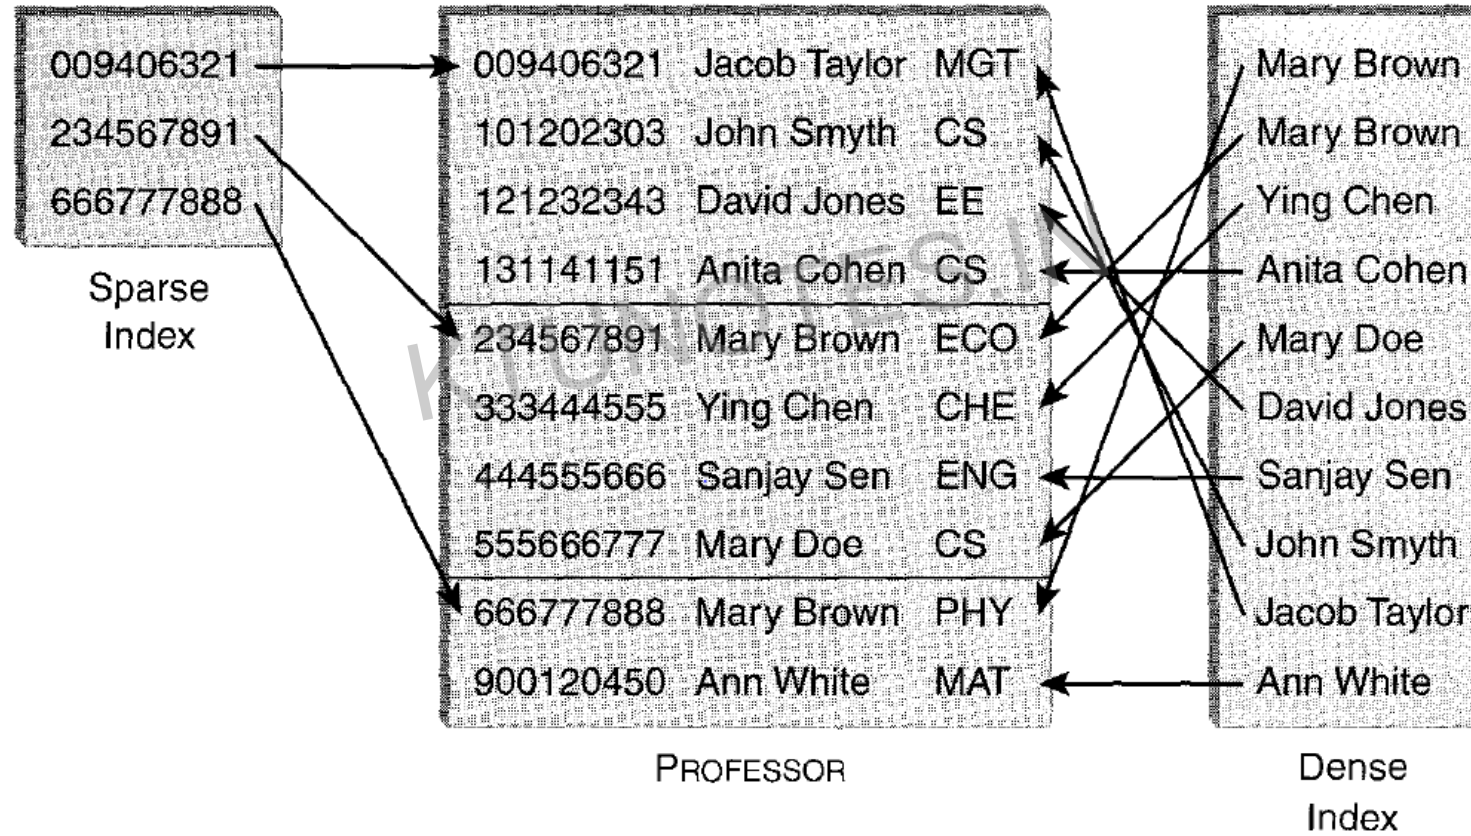 009406321
234567891
666777888
Sparse
Index
009406321 Jacob Taylor MGT
101202303 John Smyth CS
121232343 David Jones EE
131141151 Anita Cohen CS
234567891 Mary Brown ECO
333444555 Ying Chen CHE
444555666 Sanjay Sen ENG
555666777 Mary Doe CS
666777888 Mary Brown PHY
900120450 Ann White MAT
PROFESSOR
Mary Brown
Mary Brown
Ying Chen
Anita Cohen
Mary Doe
David Jones
Sanjay Sen
John Smyth
Jacob Taylor
Ann White
Dense
Index
KTUNOTES.IN